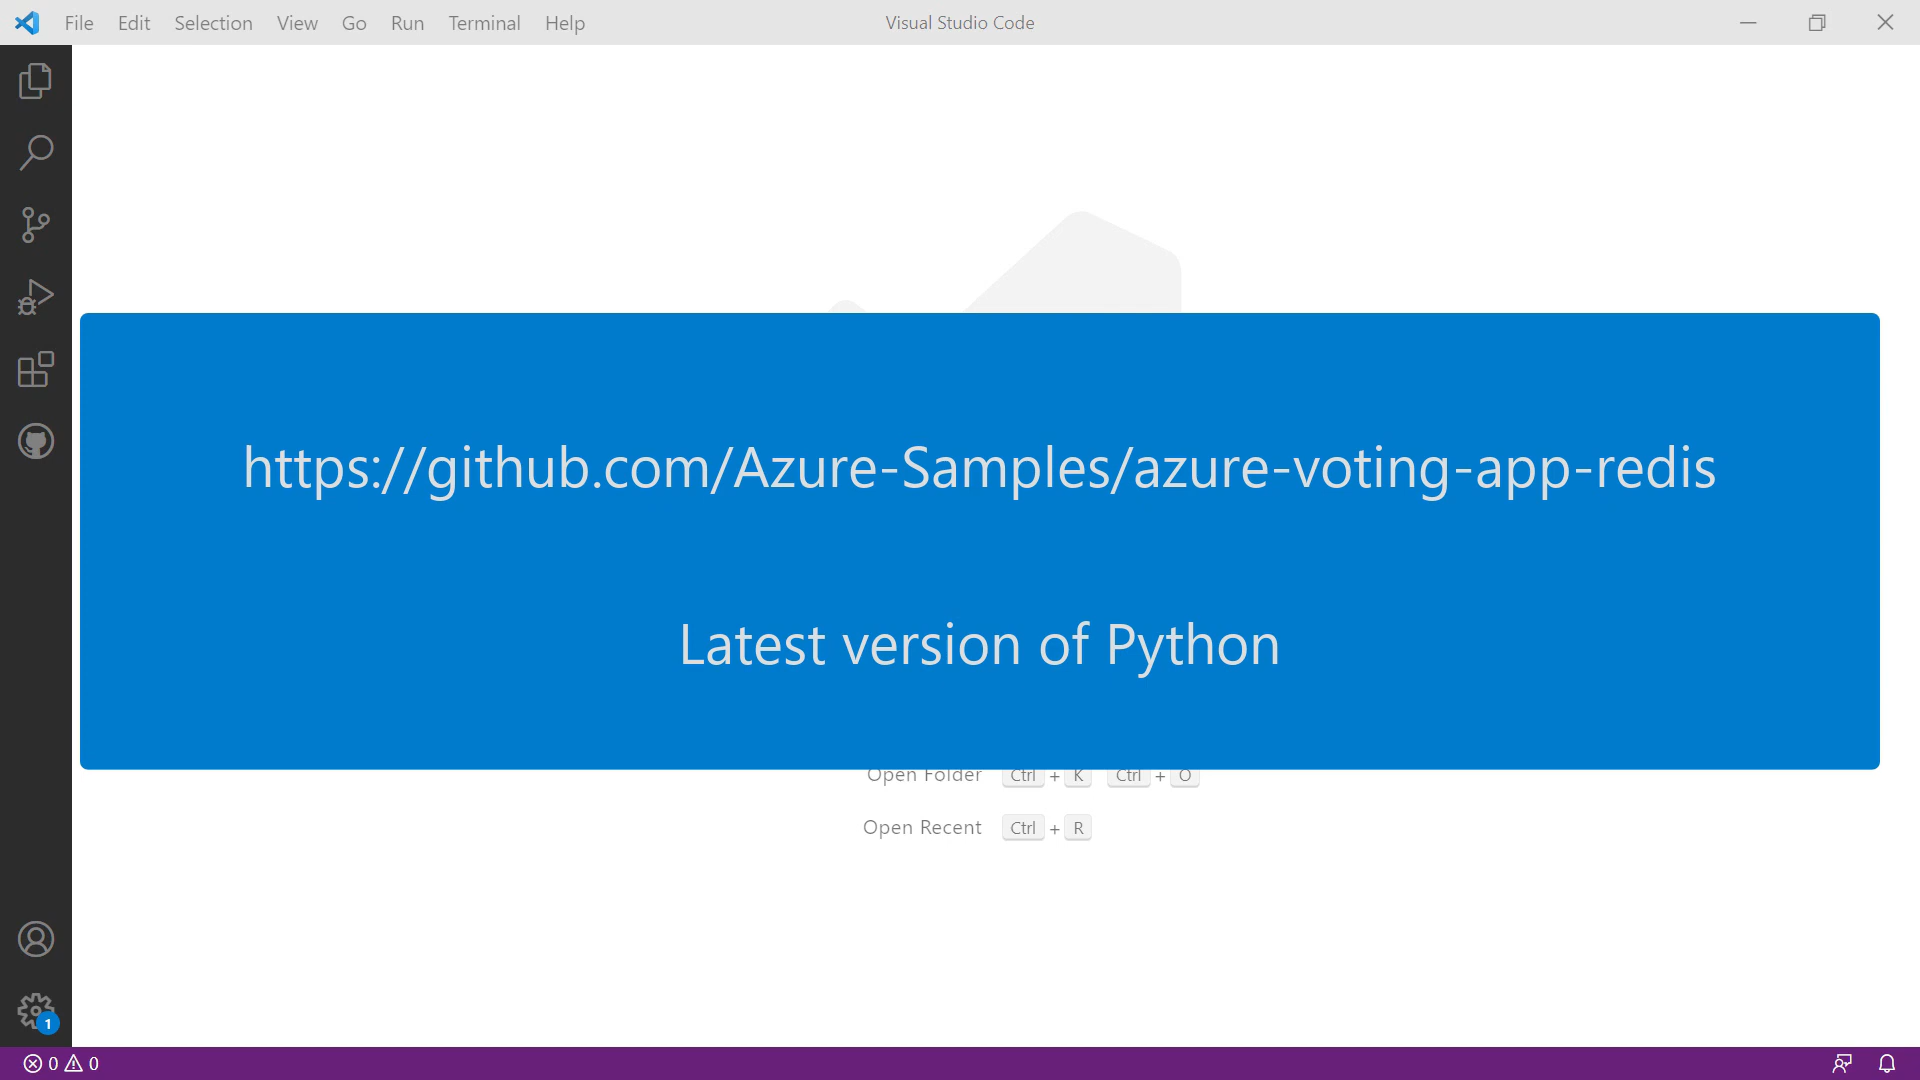 File Edit Selection View Go Run Terminal Help Visual Studio Code
https://github.com/Azure-Samples/azure-voting-app-redis
Latest version of Python
Open Folder Ctrl + K Ctrl + O
Open Recent Ctrl + R
1
0 0